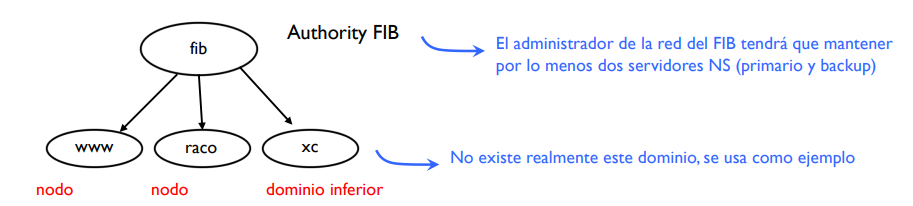 fib
Authority FIB
El administrador de la red del FIB tendrá que mantener
por lo menos dos servidores NS (primario y backup)
www
raco
xc
No existe realmente este dominio, se usa como ejemplo
nodo
nodo
dominio inferior